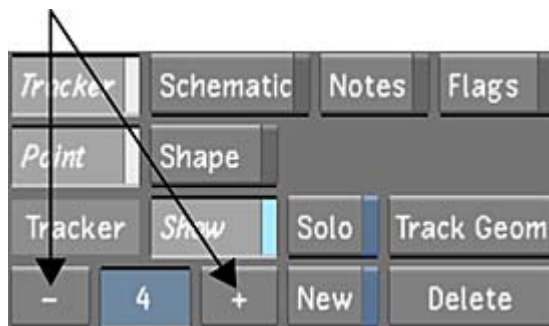 Tracker Schematic Notes Flags
Point Shape
Tracker Show Solo Track Geom
- 4 + New Delete